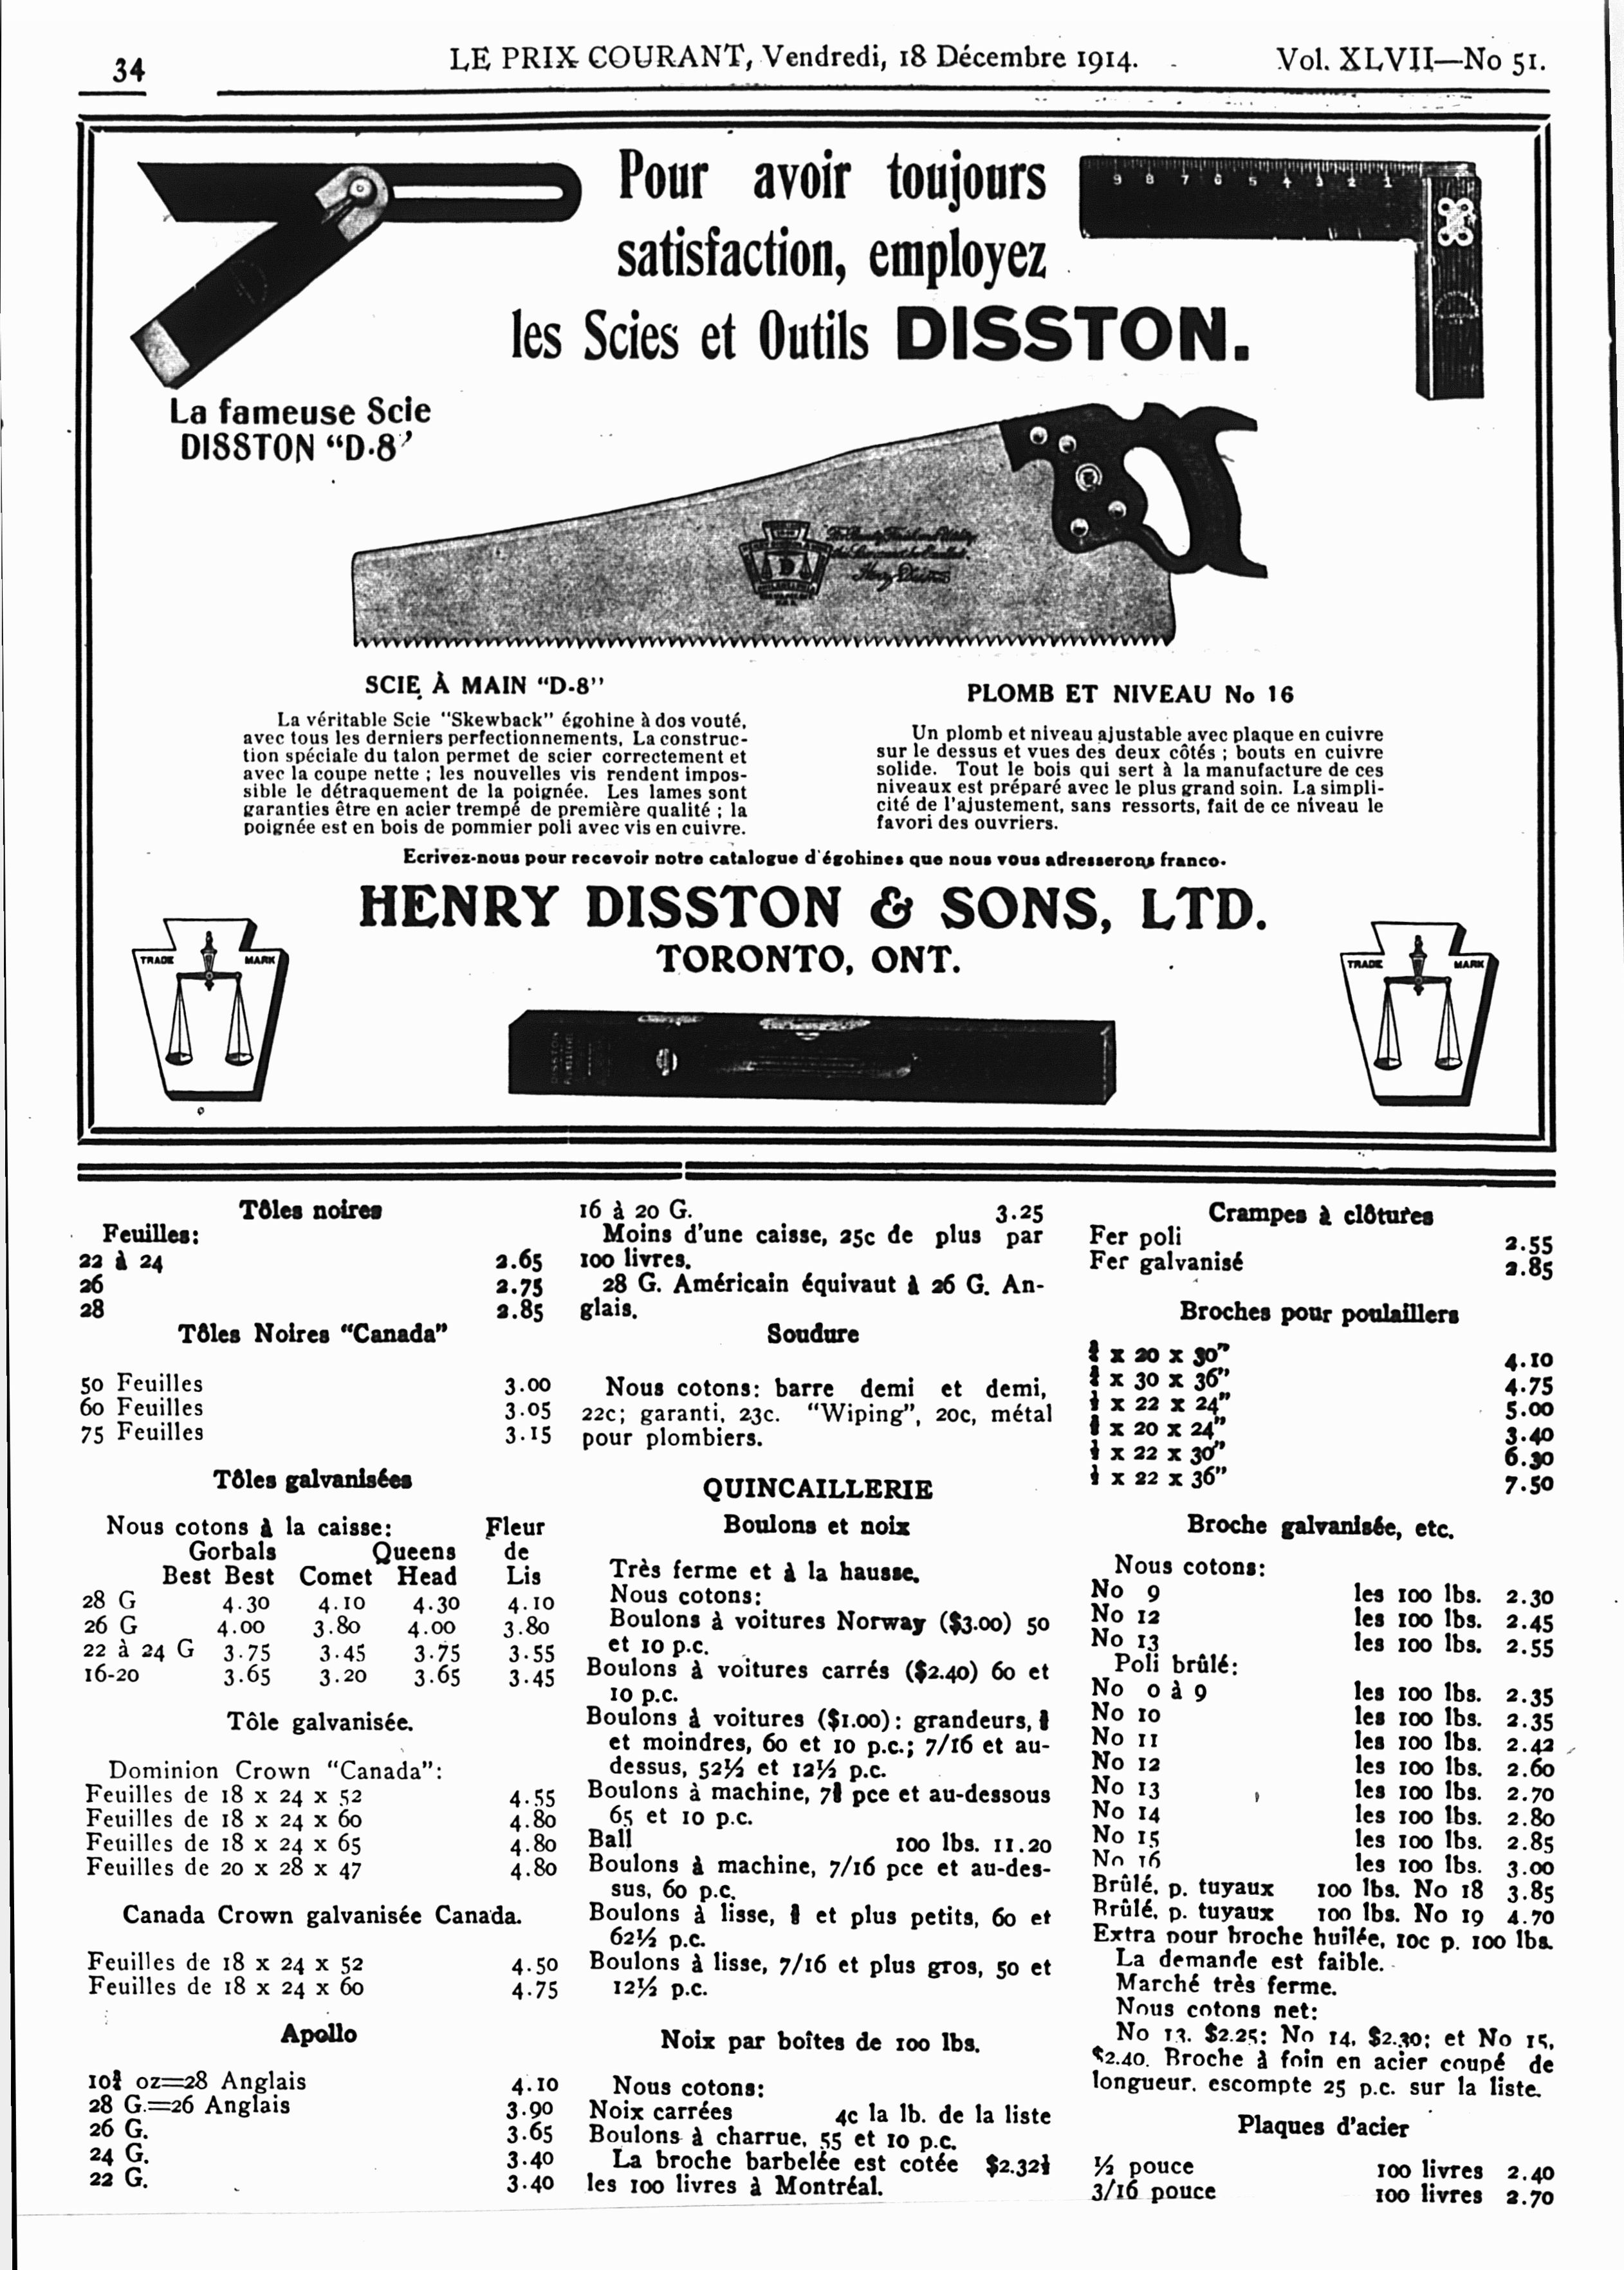 34
LE PRIX COURANT, Vendredi, 18 Décembre 1914.
Vol. XLVII—No 51.
Pour avoir toujours
satisfaction, employez
les Scies et Outils DISSTON.
9 8 7 6 5 4 3 2 1
La fameuse Scie
DISSTON "D-8'
SCIE À MAIN "D-8"
La véritable Scie "Skewback" égohine à dos vouté,
avec tous les derniers perfectionnements, La construc-
tion spéciale du talon permet de scier correctement et
avec la coupe nette ; les nouvelles vis rendent impos-
sible le détraquement de la poignée. Les lames sont
garanties être en acier trempé de première qualité ; la
poignée est en bois de pommier poli avec vis en cuivre.
PLOMB ET NIVEAU No 16
Un plomb et niveau ajustable avec plaque en cuivre
sur le dessus et vues des deux côtés ; bouts en cuivre
solide. Tout le bois qui sert à la manufacture de ces
niveaux est préparé avec le plus grand soin. La simpli-
cité de l'ajustement, sans ressorts, fait de ce niveau le
favori des ouvriers.
Ecrivez-nous pour recevoir notre catalogue d'égohines que nous vous adresserons franco.
HENRY DISSTON & SONS, LTD.
TORONTO, ONT.
TRADE MARK
TRADE MARK
Tôles noires
Feuilles:
22 à 24 2.65
26 2.75
28 2.85
Tôles Noires "Canada"
50 Feuilles 3.00
60 Feuilles 3.05
75 Feuilles 3.15
Tôles galvanisées
Nous cotons à la caisse: Fleur
Gorbals Queens de
Best Best Comet Head Lis
28 G 4.30 4.10 4.30 4.10
26 G 4.00 3.80 4.00 3.80
22 à 24 G 3.75 3.45 3.75 3.55
16-20 3.65 3.20 3.65 3.45
Tôle galvanisée.
Dominion Crown "Canada":
Feuilles de 18 x 24 x 52 4.55
Feuilles de 18 x 24 x 60 4.80
Feuilles de 18 x 24 x 65 4.80
Feuilles de 20 x 28 x 47 4.80
Canada Crown galvanisée Canada.
Feuilles de 18 x 24 x 52 4.50
Feuilles de 18 x 24 x 60 4.75
Apollo
oz=28 Anglais 4.10
28 G.=26 Anglais 3.90
26 G. 3.65
24 G. 3.40
22 G. 3.40
16 à 20 G. 3.25
Moins d'une caisse, 25c de plus par
100 livres.
28 G. Américain équivaut à 26 G. An-
glais.
Soudure
Nous cotons: barre demi et demi,
22c; garanti, 23c. "Wiping", 20c, métal
pour plombiers.
QUINCAILLERIE
Boulons et noix
Très ferme et à la hausse.
Nous cotons:
Boulons à voitures Norway ($3.00) 50
et 10 p.c.
Boulons à voitures carrés ($2.40) 60 et
10 p.c.
Boulons à voitures ($1.00): grandeurs,
et moindres, 60 et 10 p.c.; 7/16 et au-
dessus, 52½ et 12½ p.c.
Boulons à machine, pce et au-dessous
65 et 10 p.c.
Ball 100 lbs. 11.20
Boulons à machine, 7/16 pce et au-des-
sus, 60 p.c.
Boulons à lisse, et plus petits, 60 et
62½ p.c.
Boulons à lisse, 7/16 et plus gros, 50 et
12½ p.c.
Noix par boîtes de 100 lbs.
Nous cotons:
Noix carrées 4c la lb. de la liste
Boulons à charrue, 55 et 10 p.c.
La broche barbelée est cotée
les 100 livres à Montréal.
Crampes à clôtures
Fer poli 2.55
Fer galvanisé 2.85
Broches pour poulaillers
x 20 x 30" 4.10
x 30 x 36" 4.75
x 22 x 24" 5.00
x 20 x 24" 3.40
x 22 x 30" 6.30
x 22 x 36" 7.50
Broche galvanisée, etc.
Nous cotons:
No 9 les 100 lbs. 2.30
No 12 les 100 lbs. 2.45
No 13 les 100 lbs. 2.55
Poli brûlé:
No 0 à 9 les 100 lbs. 2.35
No 10 les 100 lbs. 2.35
No 11 les 100 lbs. 2.42
No 12 les 100 lbs. 2.60
No 13 les 100 lbs. 2.70
No 14 les 100 lbs. 2.80
No 15 les 100 lbs. 2.85
No 16 les 100 lbs. 3.00
Brûlé, p. tuyaux 100 lbs. No 18 3.85
Brûlé, p. tuyaux 100 lbs. No 19 4.70
Extra pour broche huilée, 10c p. 100 lbs.
La demande est faible.
Marché très ferme.
Nous cotons net:
No 13, $2.25; No 14, $2.30; et No 15,
$2.40. Broche à foin en acier coupé de
longueur, escompte 25 p.c. sur la liste.
Plaques d'acier
½ pouce 100 livres 2.40
3/16 pouce 100 livres 2.70